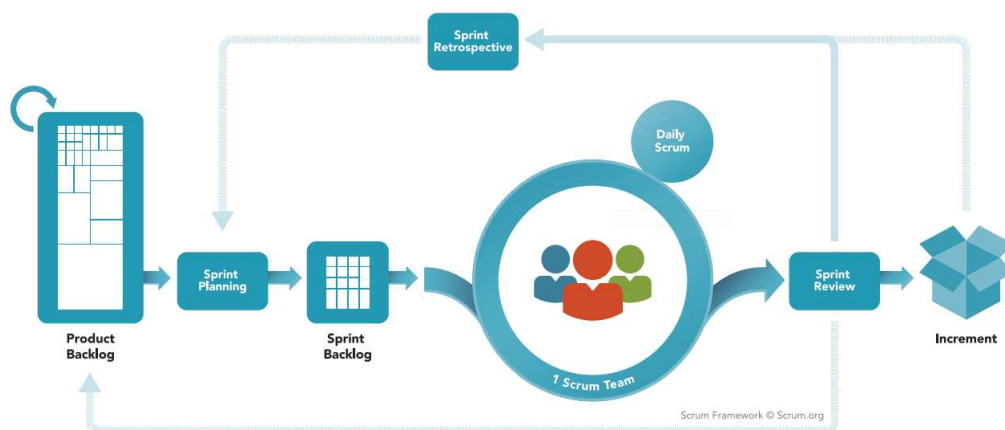 Sprint
Retrospective
Daily
Scrum
Sprint
Planning
Sprint
Review
Product
Backlog
Sprint
Backlog
Increment
1 Scrum Team
Scrum Framework © Scrum.org